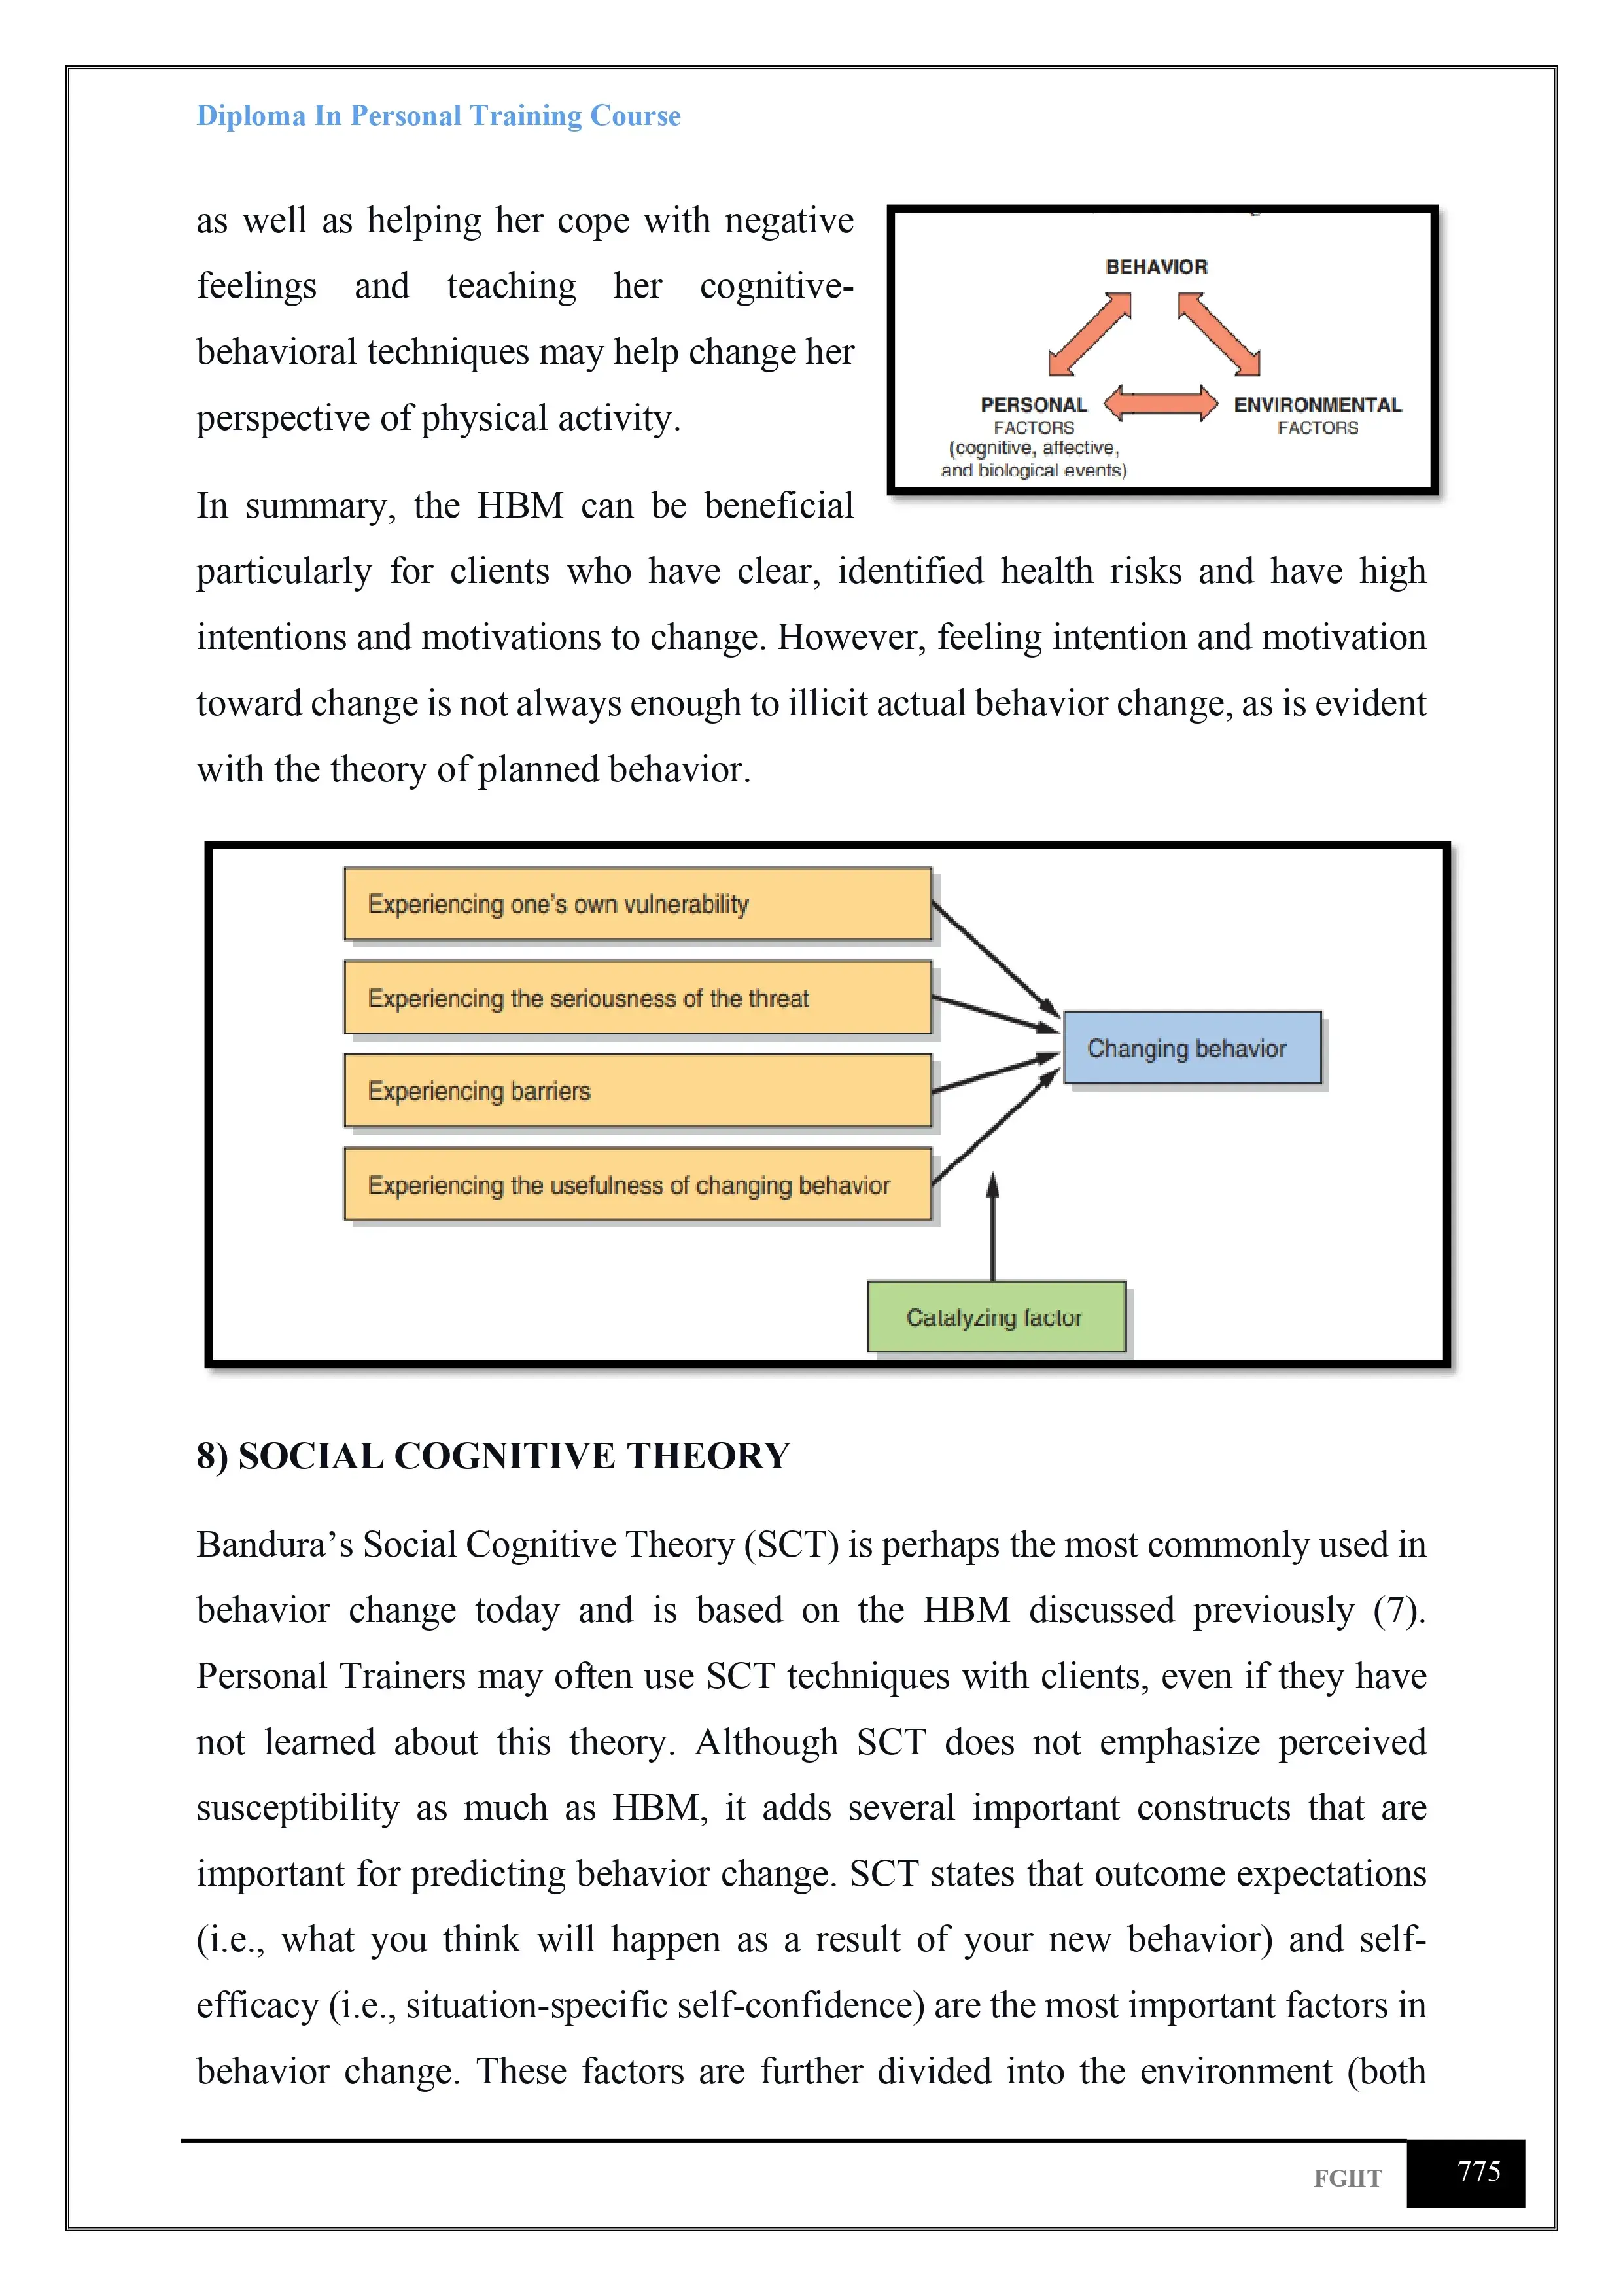 Diploma In Personal Training Course
as well as helping her cope with negative
feelings and teaching her cognitive-
behavioral techniques may help change her
perspective of physical activity.
BEHAVIOR
PERSONAL
FACTORS
(cognitive, affective,
and biological events)
ENVIRONMENTAL
FACTORS
In summary, the HBM can be beneficial
particularly for clients who have clear, identified health risks and have high
intentions and motivations to change. However, feeling intention and motivation
toward change is not always enough to illicit actual behavior change, as is evident
with the theory of planned behavior.
Experiencing one's own vulnerability
Experiencing the seriousness of the threat
Experiencing barriers
Experiencing the usefulness of changing behavior
Changing behavior
Catalyzing factor
8) SOCIAL COGNITIVE THEORY
Bandura’s Social Cognitive Theory (SCT) is perhaps the most commonly used in
behavior change today and is based on the HBM discussed previously (7).
Personal Trainers may often use SCT techniques with clients, even if they have
not learned about this theory. Although SCT does not emphasize perceived
susceptibility as much as HBM, it adds several important constructs that are
important for predicting behavior change. SCT states that outcome expectations
(i.e., what you think will happen as a result of your new behavior) and self-
efficacy (i.e., situation-specific self-confidence) are the most important factors in
behavior change. These factors are further divided into the environment (both
FGIIT
775